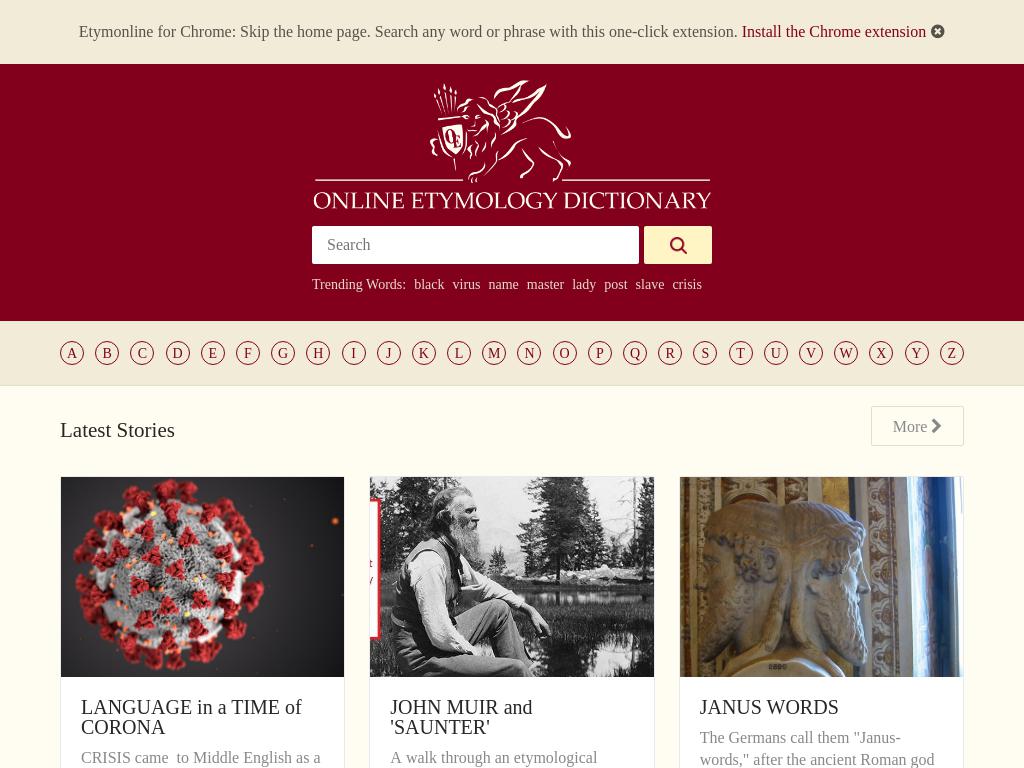 Etymonline for Chrome: Skip the home page. Search any word or phrase with this one-click extension. Install the Chrome extension
OE
ONLINE ETYMOLOGY DICTIONARY
Search
Trending Words: black virus name master lady post slave crisis
A B C D E F G H I J K L M N O P Q R S T U V W X Y Z
Latest Stories
More
LANGUAGE in a TIME of
CORONA
CRISIS came to Middle English as a
JOHN MUIR and
'SAUNTER'
A walk through an etymological
JANUS WORDS
The Germans call them "Janus-
words," after the ancient Roman god